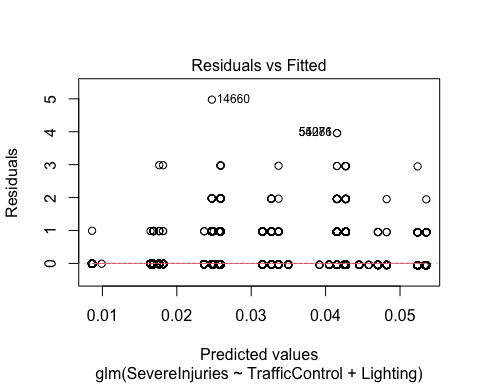 Residuals vs Fitted
Residuals
5
4
3
2
1
0
14660
0.01 0.02 0.03 0.04 0.05
Predicted values
glm(SevereInjuries ~ TrafficControl + Lighting)